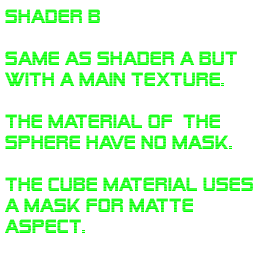 SHADER B
SAME AS SHADER A BUT
WITH A MAIN TEXTURE.
THE MATERIAL OF THE
SPHERE HAVE NO MASK.
THE CUBE MATERIAL USES
A MASK FOR MATTE
ASPECT.